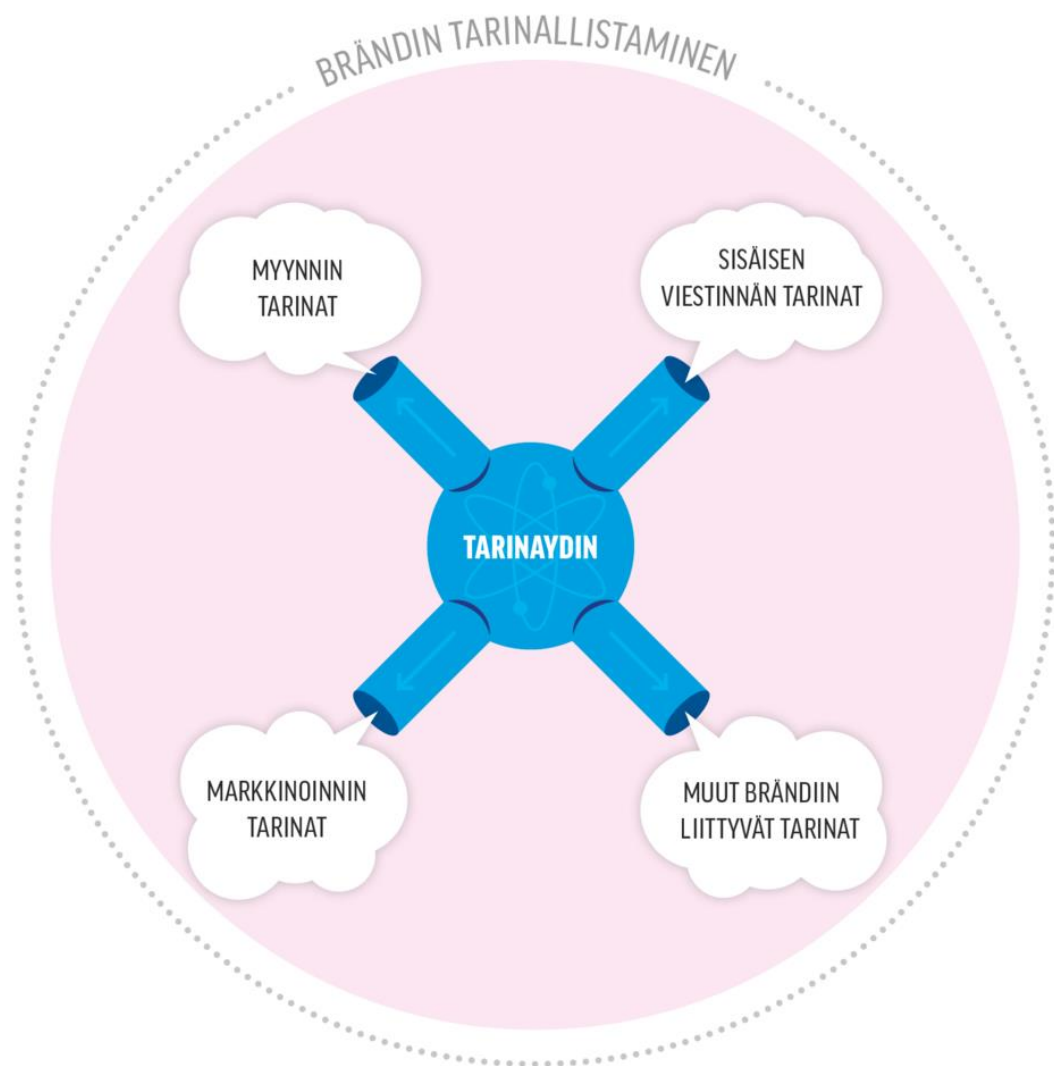 BRÄNDIN TARINALLISTAMINEN
MYYNNIN
TARINAT
SISÄISEN
VIESTINNÄN TARINAT
TARINAYDIN
MARKKINOINNIN
TARINAT
MUUT BRÄNDIIN
LIITTYVÄT TARINAT